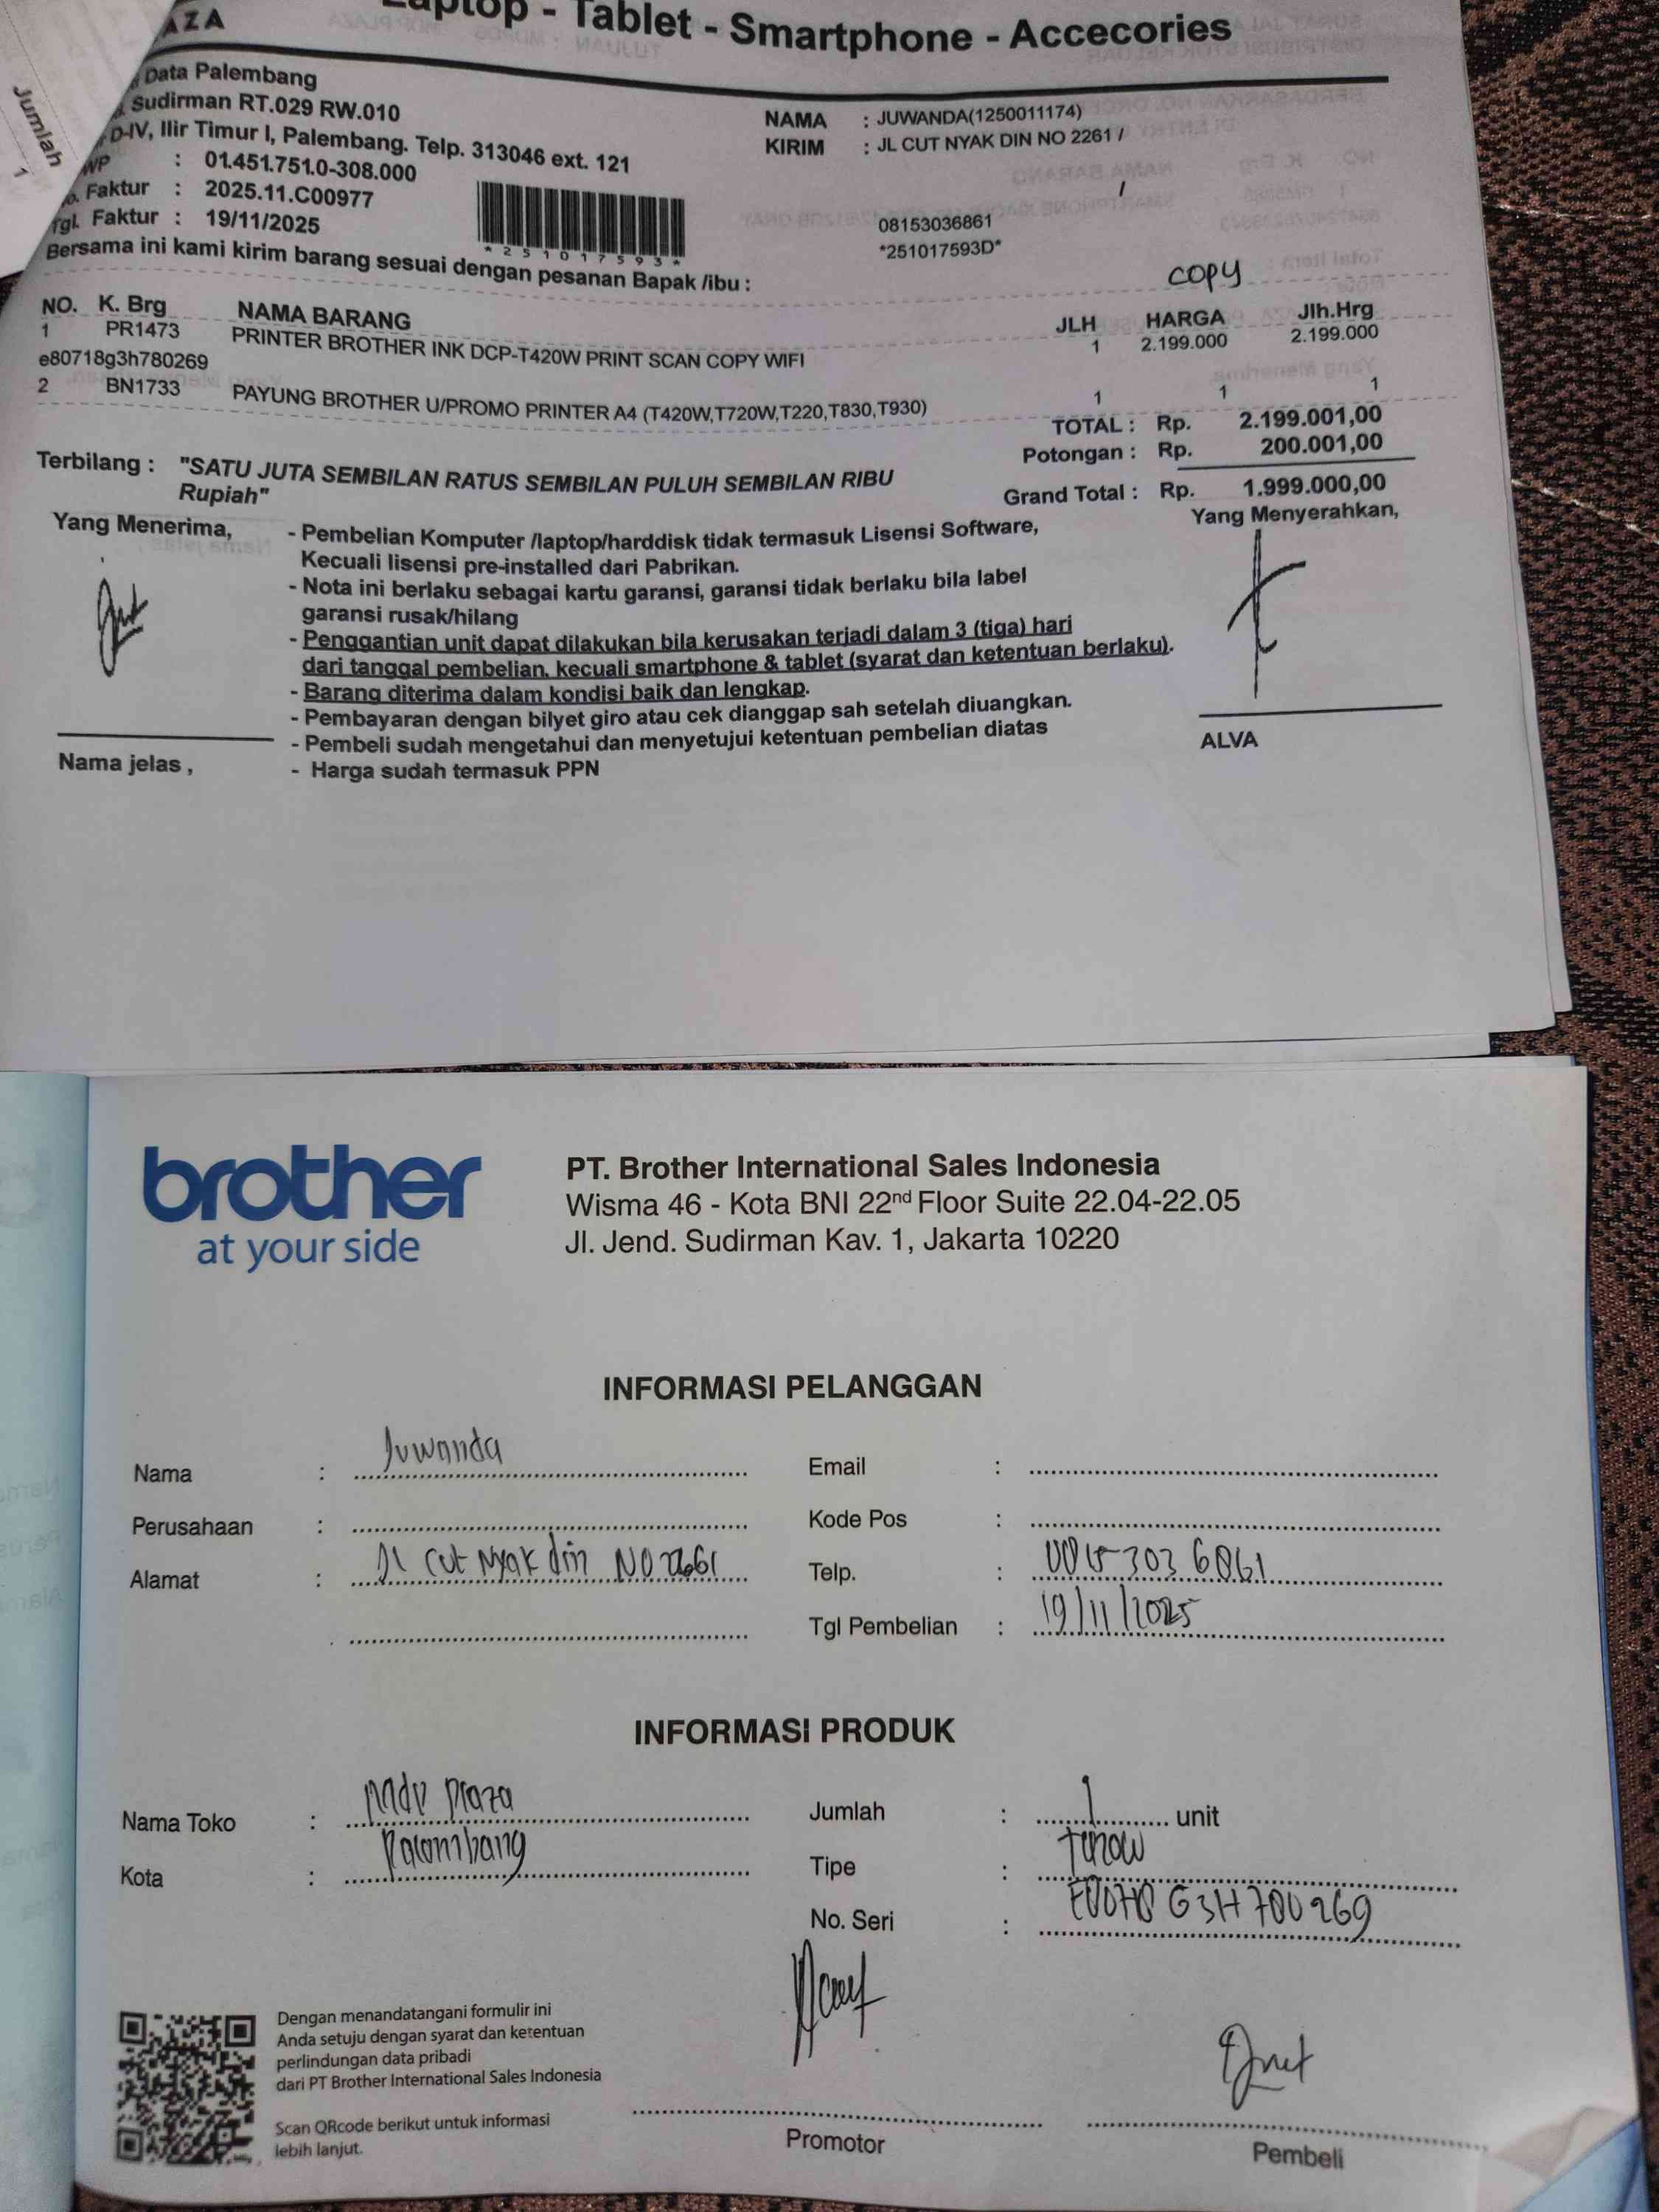 AZA
Laptop - Tablet - Smartphone - Accecories
Jumlah
1
Data Palembang
Sudirman RT.029 RW.010
D-IV, Ilir Timur I, Palembang. Telp. 313046 ext. 121
WP : 01.451.751.0-308.000
Faktur : 2025.11.C00977
Tgl. Faktur : 19/11/2025
*251017593*
NAMA : JUWANDA(1250011174)
KIRIM : JL CUT NYAK DIN NO 2261 /
/
08153036861
*251017593D*
Bersama ini kami kirim barang sesuai dengan pesanan Bapak /ibu :
copy
NO. K. Brg NAMA BARANG JLH HARGA Jlh.Hrg
1 PR1473 PRINTER BROTHER INK DCP-T420W PRINT SCAN COPY WIFI 1 2.199.000 2.199.000
e80718g3h780269
2 BN1733 PAYUNG BROTHER U/PROMO PRINTER A4 (T420W,T720W,T220,T830,T930) 1 1 1
TOTAL : Rp. 2.199.001,00
Potongan : Rp. 200.001,00
Grand Total : Rp. 1.999.000,00
Terbilang : "SATU JUTA SEMBILAN RATUS SEMBILAN PULUH SEMBILAN RIBU
Rupiah"
Yang Menerima,
Yang Menyerahkan,
- Pembelian Komputer /laptop/harddisk tidak termasuk Lisensi Software,
Kecuali lisensi pre-installed dari Pabrikan.
- Nota ini berlaku sebagai kartu garansi, garansi tidak berlaku bila label
garansi rusak/hilang
- Penggantian unit dapat dilakukan bila kerusakan terjadi dalam 3 (tiga) hari
dari tanggal pembelian, kecuali smartphone & tablet (syarat dan ketentuan berlaku).
- Barang diterima dalam kondisi baik dan lengkap.
- Pembayaran dengan bilyet giro atau cek dianggap sah setelah diuangkan.
- Pembeli sudah mengetahui dan menyetujui ketentuan pembelian diatas
- Harga sudah termasuk PPN
Nama jelas ,
ALVA
brother
at your side
PT. Brother International Sales Indonesia
Wisma 46 - Kota BNI 22nd Floor Suite 22.04-22.05
Jl. Jend. Sudirman Kav. 1, Jakarta 10220
INFORMASI PELANGGAN
Nama : Juwanda
Email :
Perusahaan :
Kode Pos :
Alamat : Jl Cut Nyak din NO 2261
Telp. : 08153036861
Tgl Pembelian : 19/11/2025
INFORMASI PRODUK
Nama Toko : MDP Plaza
Jumlah : 1 unit
Kota : Palembang
Tipe : T420W
No. Seri : E80718G3H780269
Dengan menandatangani formulir ini
Anda setuju dengan syarat dan ketentuan
perlindungan data pribadi
dari PT Brother International Sales Indonesia
Scan QRcode berikut untuk informasi
lebih lanjut.
Promotor
Pembeli